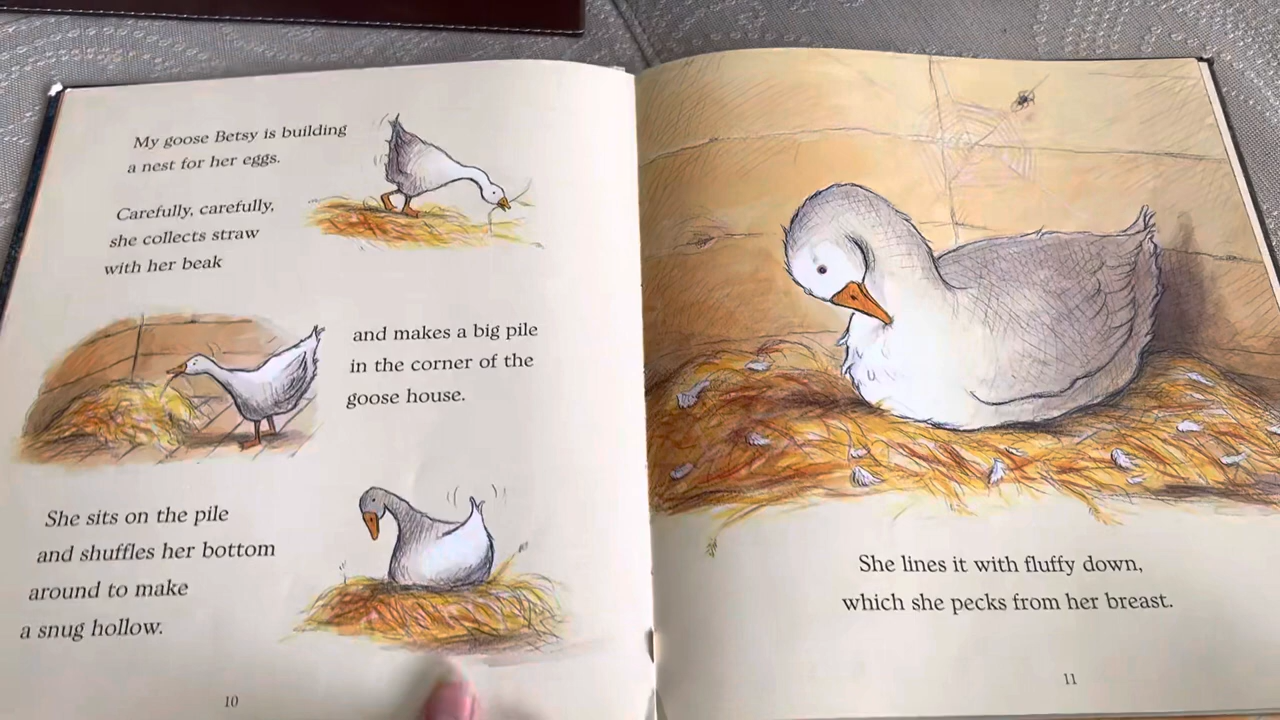 My goose Betsy is building
a nest for her eggs.
Carefully, carefully,
she collects straw
with her beak
and makes a big pile
in the corner of the
goose house.
She sits on the pile
and shuffles her bottom
around to make
a snug hollow.
10
She lines it with fluffy down,
which she pecks from her breast.
11